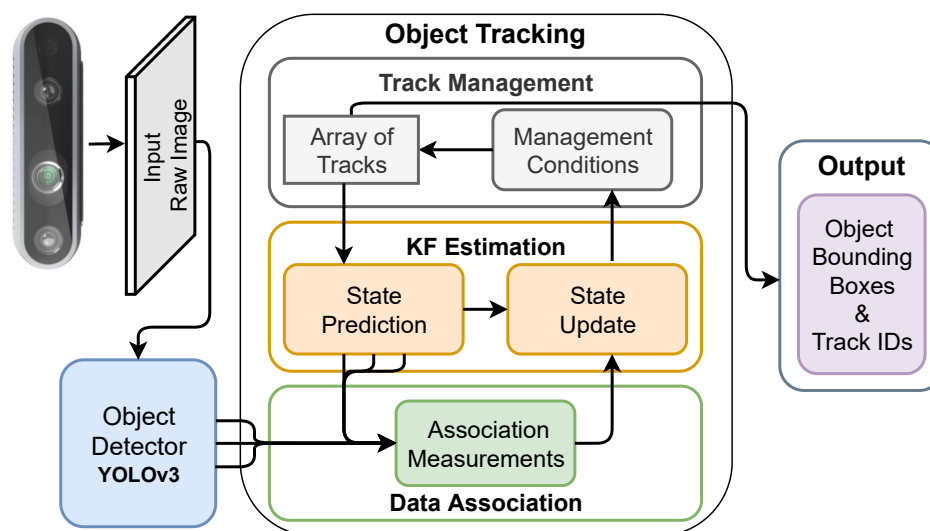 Object Tracking
Track Management
Input
Raw Image
Array of
Tracks
Management
Conditions
Output
Object
Bounding
Boxes
&
Track IDs
KF Estimation
State
Prediction
State
Update
Object
Detector
YOLOv3
Association
Measurements
Data Association